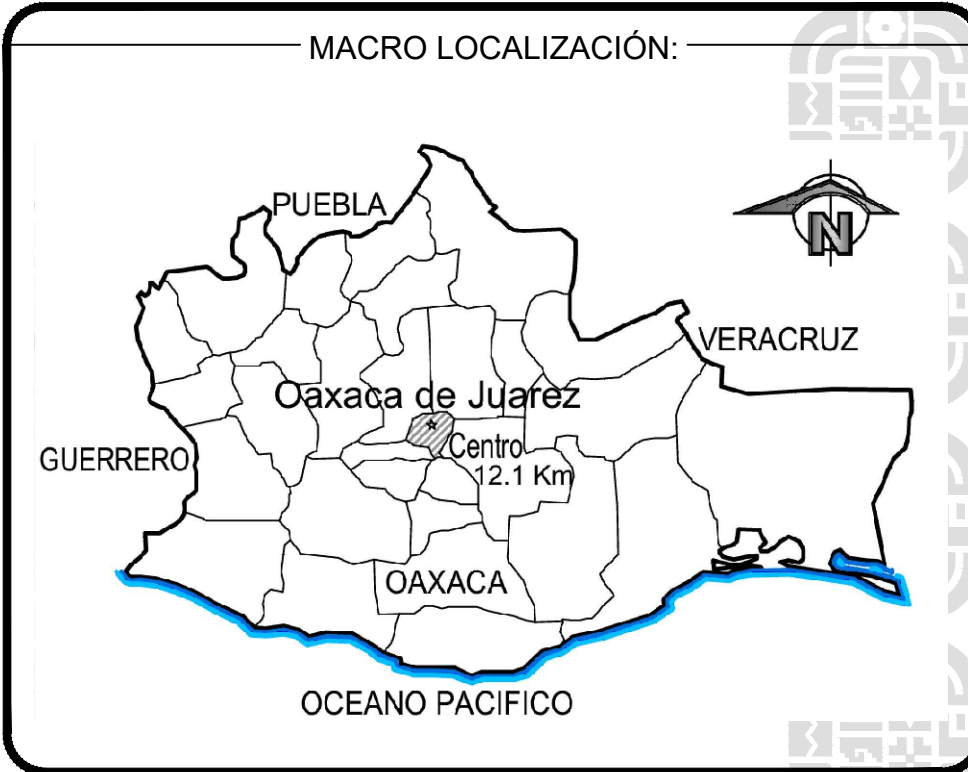 MACRO LOCALIZACIÓN:
PUEBLA
N
VERACRUZ
Oaxaca de Juarez
GUERRERO
Centro
12.1 Km
OAXACA
OCEANO PACIFICO